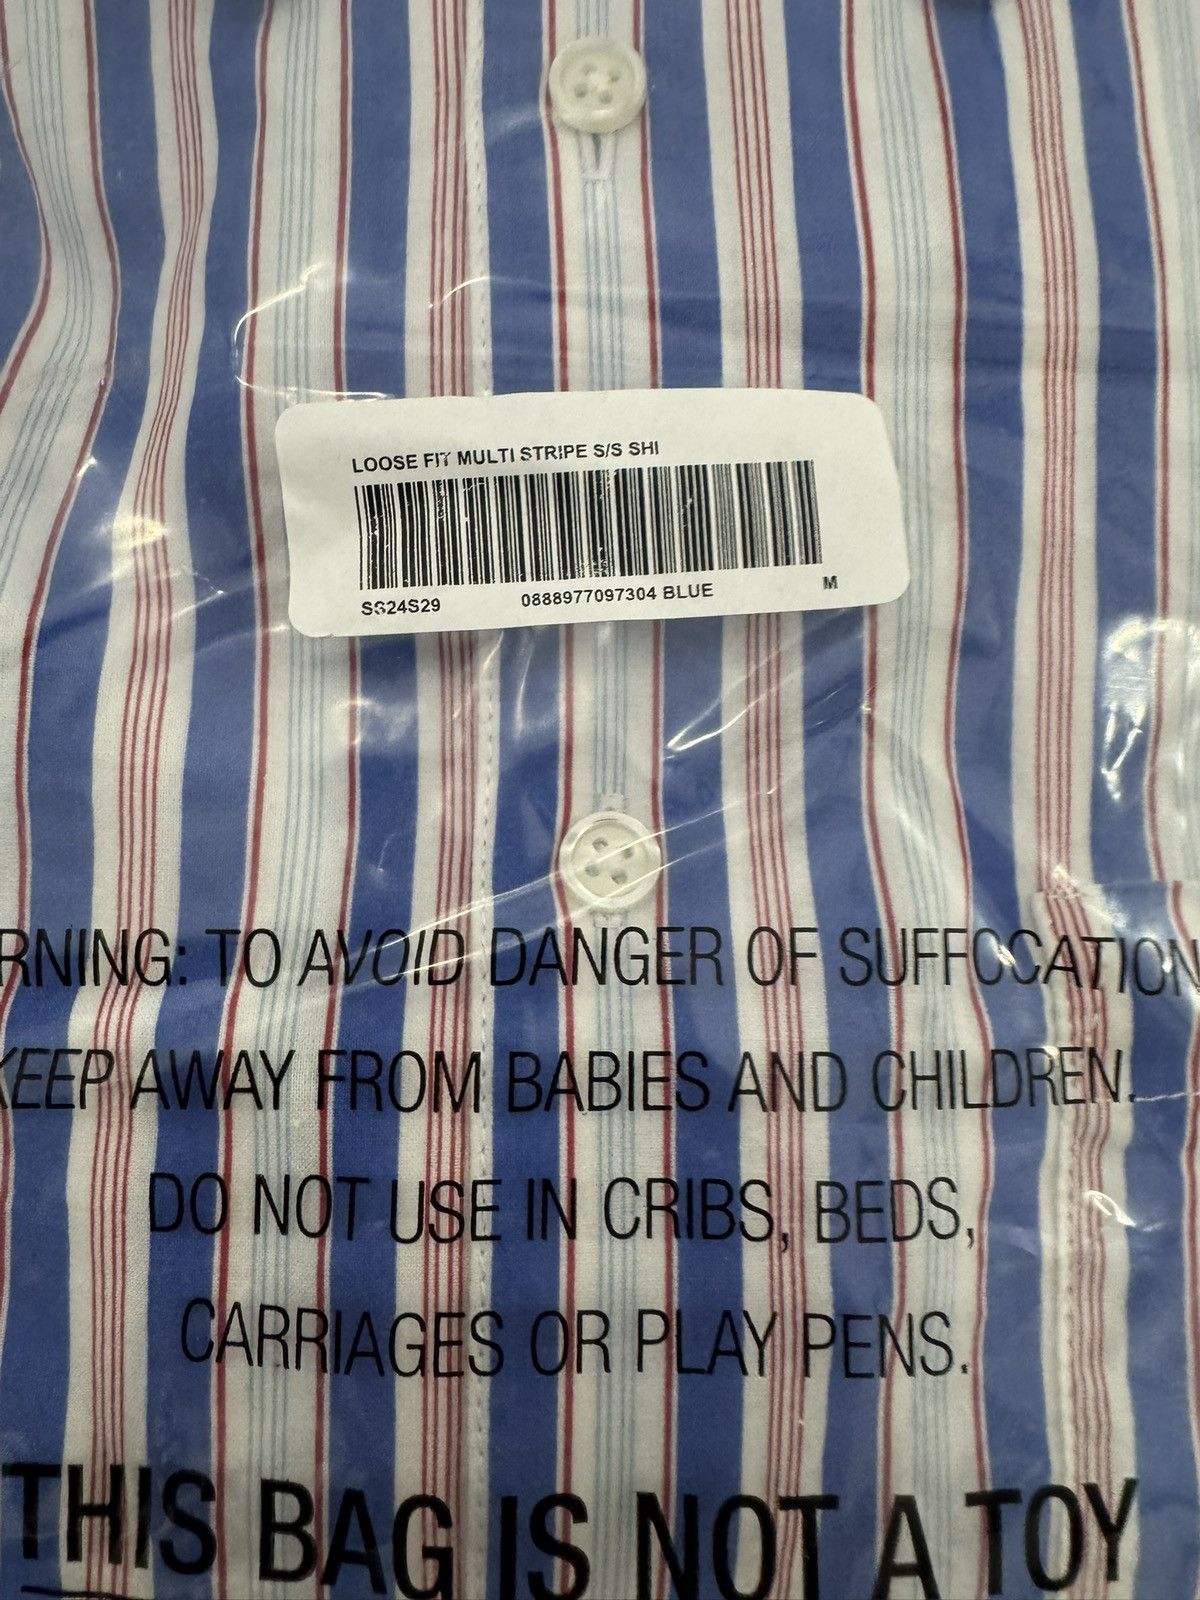 LOOSE FIT MULTI STRIPE S/S SHI
SS24S29
0888977097304 BLUE
M
RNING: TO AVOID DANGER OF SUFFOCATION
KEEP AWAY FROM BABIES AND CHILDREN.
DO NOT USE IN CRIBS, BEDS,
CARRIAGES OR PLAY PENS.
THIS BAG IS NOT A TOY